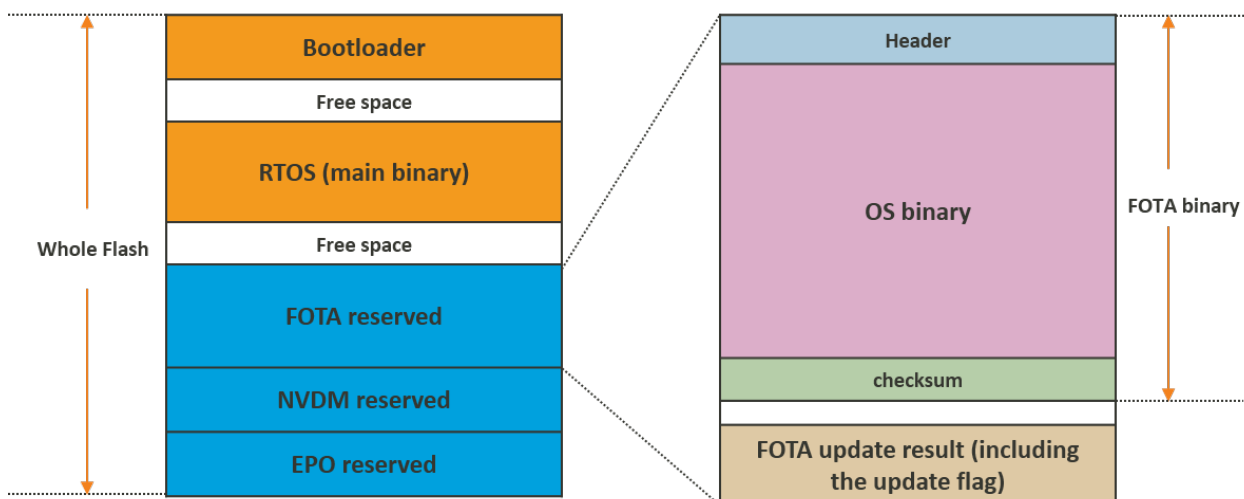 Bootloader
Free space
RTOS (main binary)
Free space
Whole Flash
FOTA reserved
NVDM reserved
EPO reserved
Header
OS binary
FOTA binary
checksum
FOTA update result (including
the update flag)